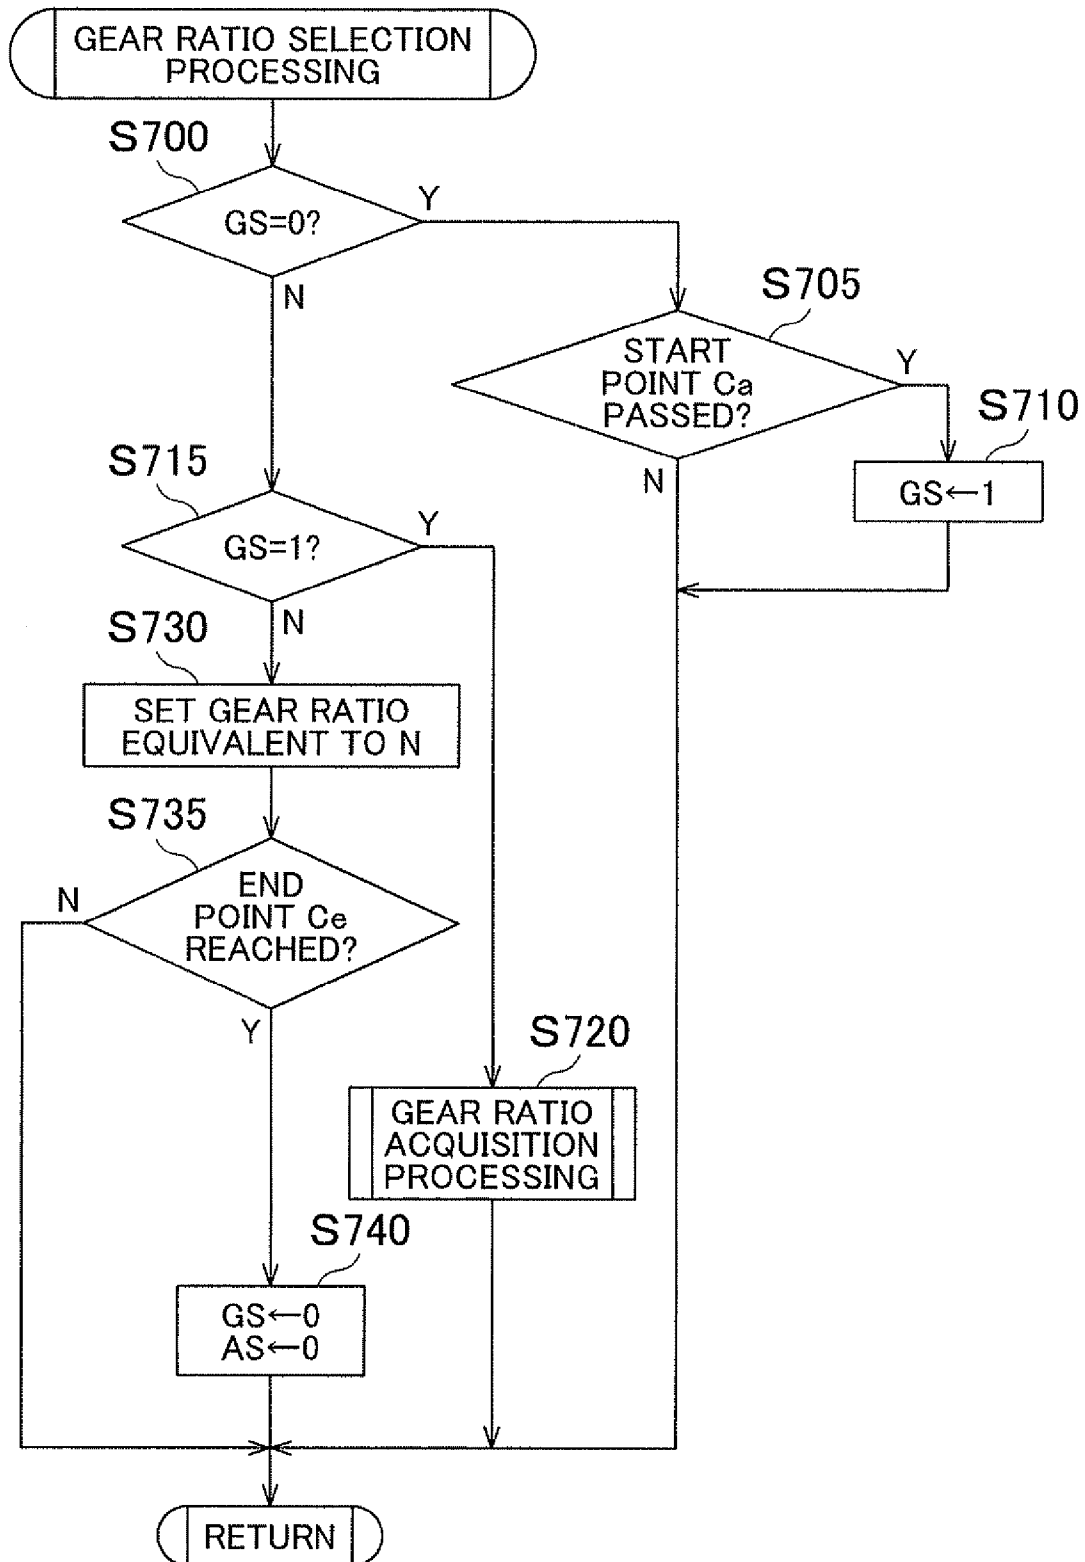 GEAR RATIO SELECTION
PROCESSING
S700
GS=0?
Y
N
S705
START
POINT Ca
PASSED?
Y
N
S710
GS←1
S715
GS=1?
Y
N
S730
SET GEAR RATIO
EQUIVALENT TO N
S735
END
POINT Ce
REACHED?
N
Y
S720
GEAR RATIO
ACQUISITION
PROCESSING
S740
GS←0
AS←0
RETURN